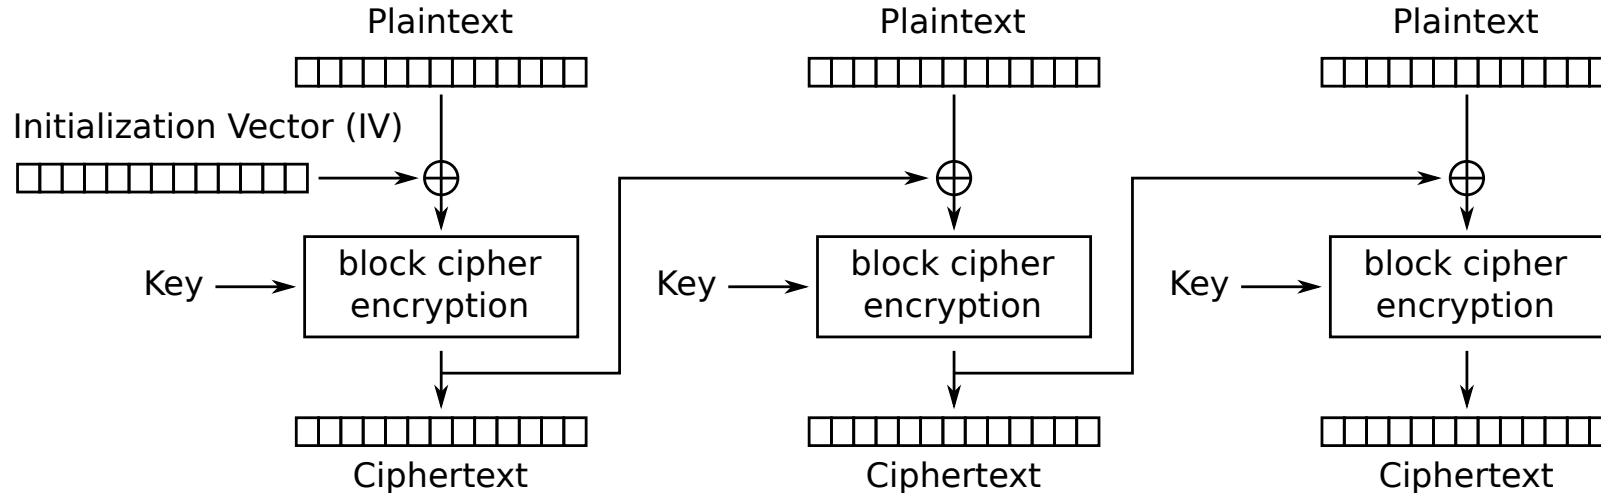 Plaintext
Plaintext
Plaintext
Initialization Vector (IV)
Key
block cipher
encryption
Key
block cipher
encryption
Key
block cipher
encryption
Ciphertext
Ciphertext
Ciphertext